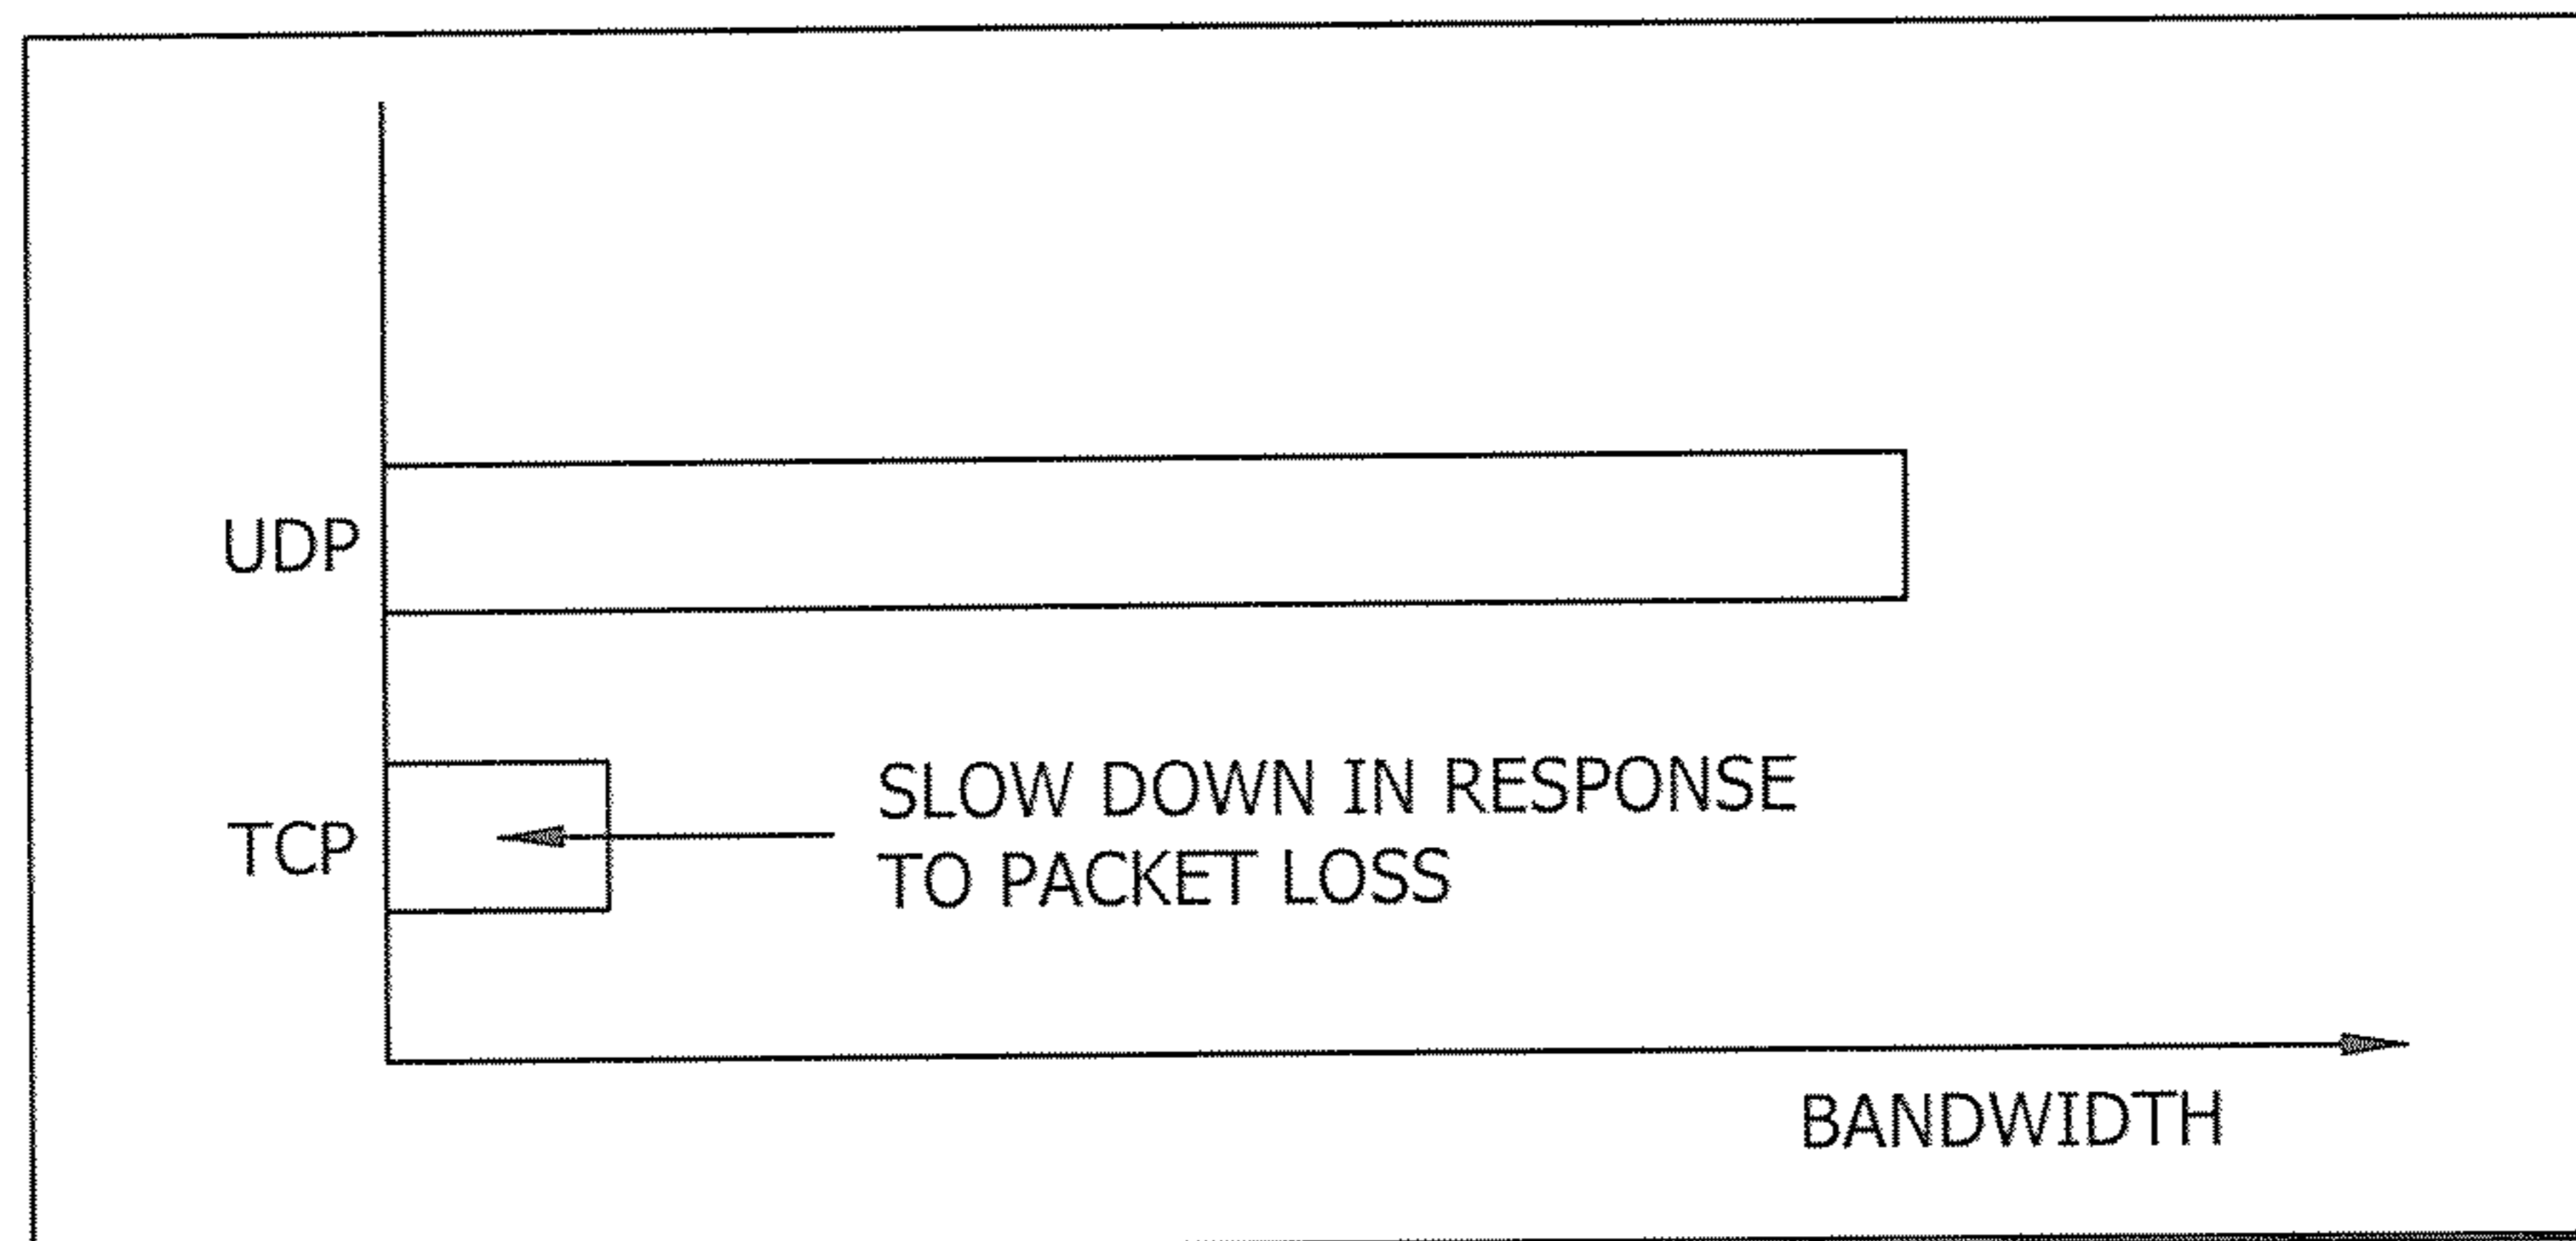 UDP
TCP
SLOW DOWN IN RESPONSE
TO PACKET LOSS
BANDWIDTH